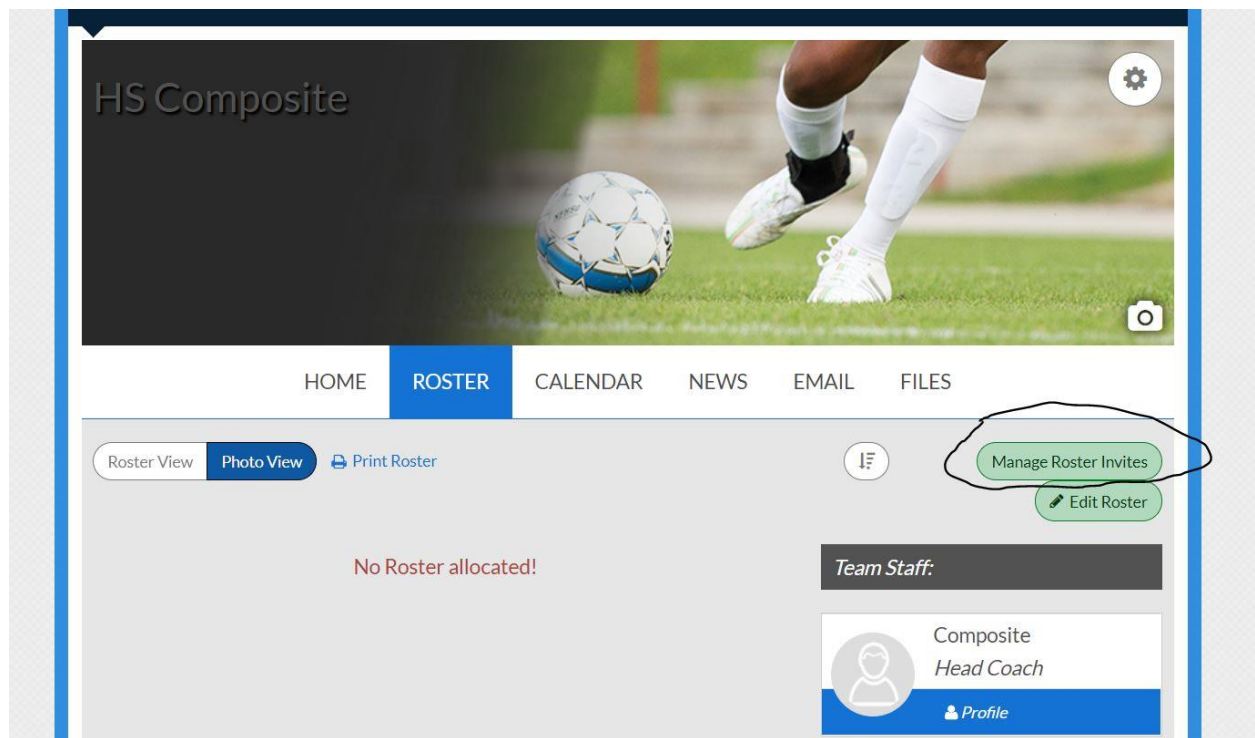 HS Composite
HOME ROSTER CALENDAR NEWS EMAIL FILES
Roster View Photo View Print Roster Manage Roster Invites
Edit Roster
No Roster allocated! Team Staff:
Composite
Head Coach
Profile